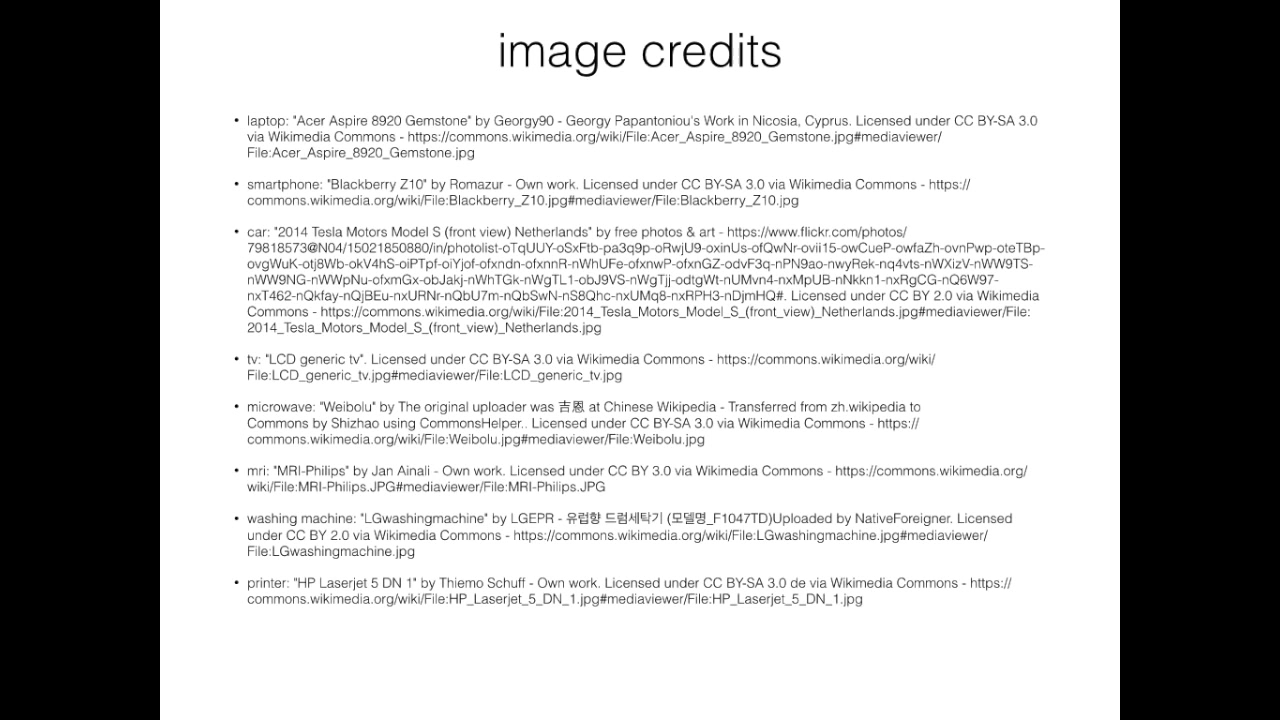 image credits
• laptop: "Acer Aspire 8920 Gemstone" by Georgy90 - Georgy Papantoniou's Work in Nicosia, Cyprus. Licensed under CC BY-SA 3.0
via Wikimedia Commons - https://commons.wikimedia.org/wiki/File:Acer_Aspire_8920_Gemstone.jpg#mediaviewer/
File:Acer_Aspire_8920_Gemstone.jpg
• smartphone: "Blackberry Z10" by Romazur - Own work. Licensed under CC BY-SA 3.0 via Wikimedia Commons - https://
commons.wikimedia.org/wiki/File:Blackberry_Z10.jpg#mediaviewer/File:Blackberry_Z10.jpg
• car: "2014 Tesla Motors Model S (front view) Netherlands" by free photos & art - https://www.flickr.com/photos/
79818573@N04/15021850880/in/photolist-oTqUUY-oSxFtb-pa3q9p-oRwjU9-oxinUs-ofQwNr-ovii15-owCueP-owfaZh-ovnPwp-oteTBp-
ovgWuK-otj8Wb-okV4hS-oiPTpf-oiYjof-ofxndn-ofxnnR-nWhUFe-ofxnwP-ofxnGZ-odvF3q-nPN9ao-nwyRek-nq4vts-nWXizV-nWW9TS-
nWW9NG-nWWpNu-ofxmGx-obJakj-nWhTGk-nWgTL1-obJ9VS-nWgTjj-odtgWt-nUMvn4-nxMpUB-nNkkn1-nxRgCG-nQ6W97-
nxT462-nQkfay-nQjBEu-nxURNr-nQbU7m-nQbSwN-nS8Qhc-nxUMq8-nxRPH3-nDjmHQ#. Licensed under CC BY 2.0 via Wikimedia
Commons - https://commons.wikimedia.org/wiki/File:2014_Tesla_Motors_Model_S_(front_view)_Netherlands.jpg#mediaviewer/File:
2014_Tesla_Motors_Model_S_(front_view)_Netherlands.jpg
• tv: "LCD generic tv". Licensed under CC BY-SA 3.0 via Wikimedia Commons - https://commons.wikimedia.org/wiki/
File:LCD_generic_tv.jpg#mediaviewer/File:LCD_generic_tv.jpg
• microwave: "Weibolu" by The original uploader was 吉恩 at Chinese Wikipedia - Transferred from zh.wikipedia to
Commons by Shizhao using CommonsHelper.. Licensed under CC BY-SA 3.0 via Wikimedia Commons - https://
commons.wikimedia.org/wiki/File:Weibolu.jpg#mediaviewer/File:Weibolu.jpg
• mri: "MRI-Philips" by Jan Ainali - Own work. Licensed under CC BY 3.0 via Wikimedia Commons - https://commons.wikimedia.org/
wiki/File:MRI-Philips.JPG#mediaviewer/File:MRI-Philips.JPG
• washing machine: "LGwashingmachine" by LGEPR - 유럽향 드럼세탁기 (모델명_F1047TD)Uploaded by NativeForeigner. Licensed
under CC BY 2.0 via Wikimedia Commons - https://commons.wikimedia.org/wiki/File:LGwashingmachine.jpg#mediaviewer/
File:LGwashingmachine.jpg
• printer: "HP Laserjet 5 DN 1" by Thiemo Schuff - Own work. Licensed under CC BY-SA 3.0 de via Wikimedia Commons - https://
commons.wikimedia.org/wiki/File:HP_Laserjet_5_DN_1.jpg#mediaviewer/File:HP_Laserjet_5_DN_1.jpg